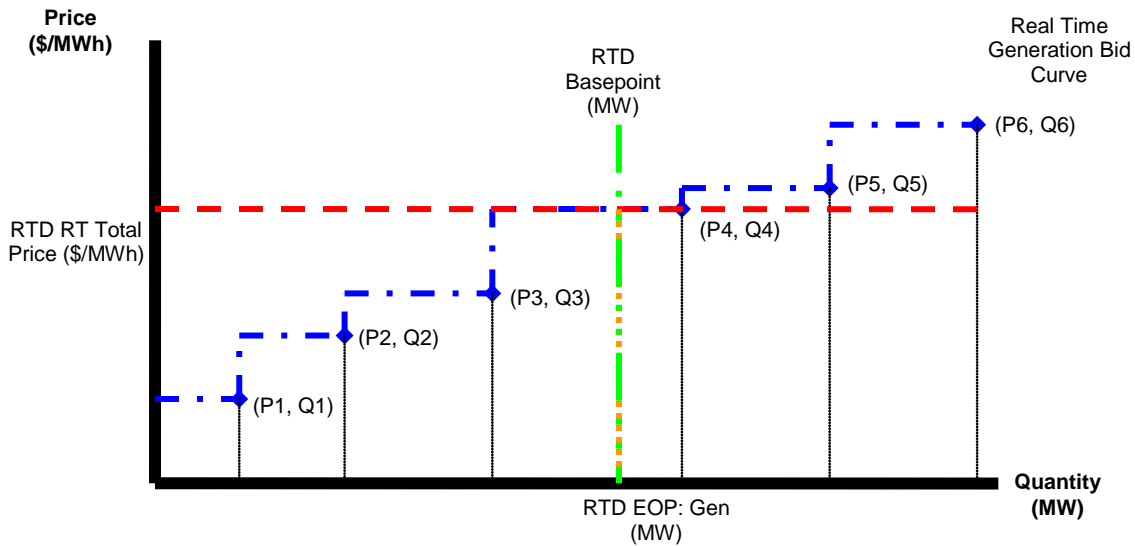 Price
($/MWh)
Real Time
Generation Bid
Curve
RTD
Basepoint
(MW)
(P6, Q6)
(P5, Q5)
RTD RT Total
Price ($/MWh)
(P4, Q4)
(P3, Q3)
(P2, Q2)
(P1, Q1)
Quantity
(MW)
RTD EOP: Gen
(MW)